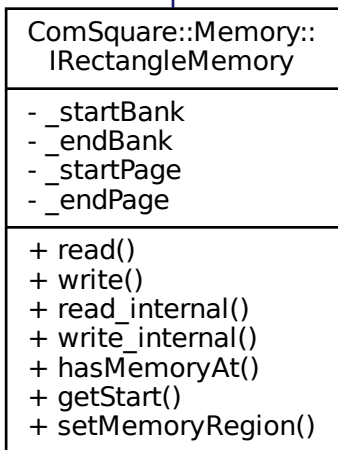 ComSquare::Memory::
IRectangleMemory
- _startBank
- _endBank
- _startPage
- _endPage
+ read()
+ write()
+ read_internal()
+ write_internal()
+ hasMemoryAt()
+ getStart()
+ setMemoryRegion()